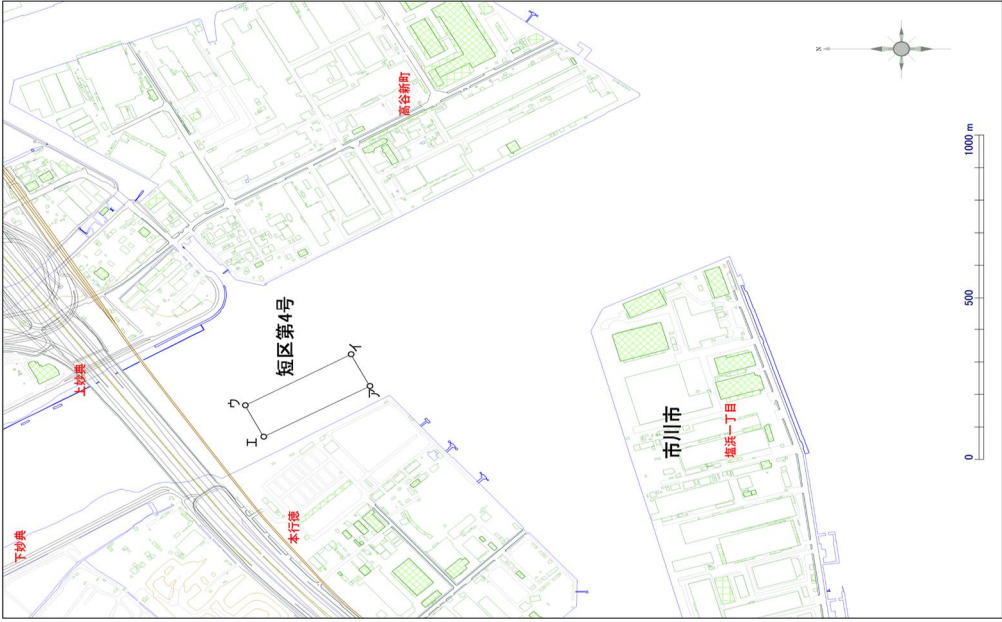 下妙典
上妙典
高谷新町
N
短区第4号
ウ
イ
エ
ア
本行徳
市川市
塩浜一丁目
0
500
1000 m